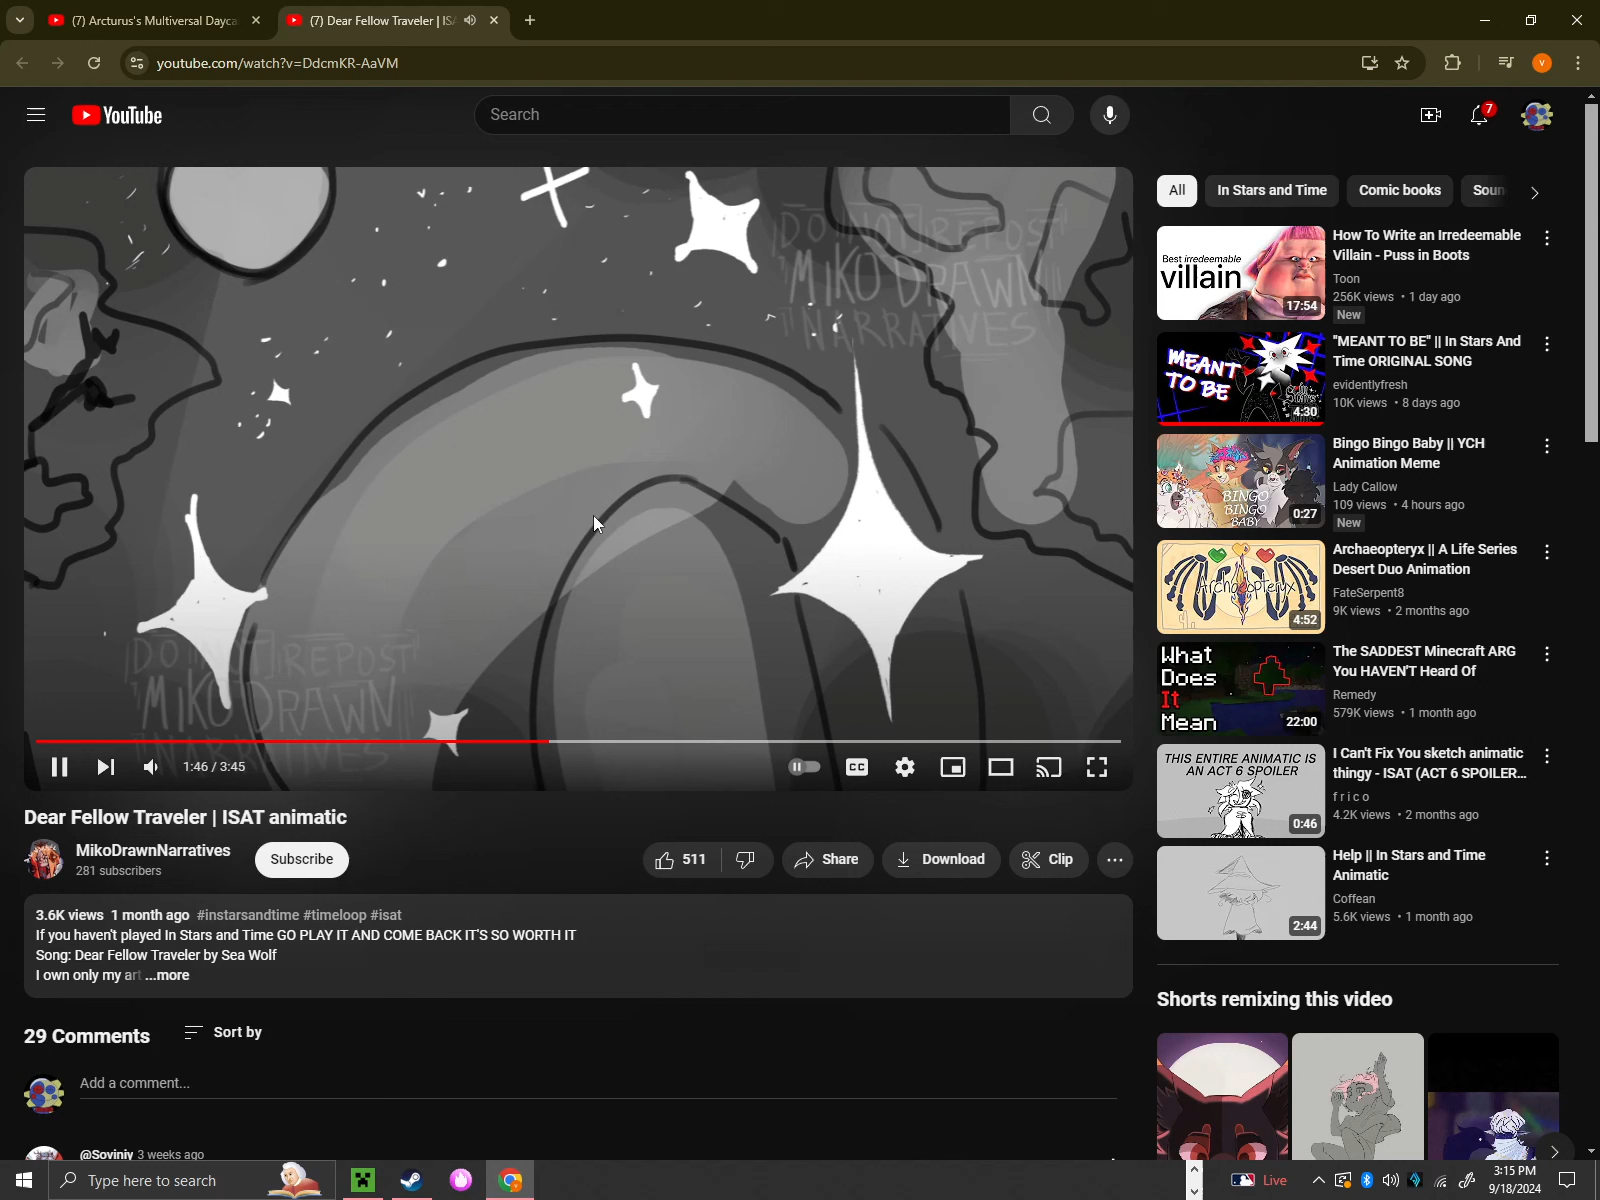 (7) Arcturus's Multiversal Dayca
(7) Dear Fellow Traveler | ISA
youtube.com/watch?v=DdcmKR-AaVM
V
YouTube
Search
7
DO NOT REPOST
MIKO DRAWN
NARRATIVES
DO NOT REPOST
MIKO DRAWN
NARRATIVES
1:46 / 3:45
CC
Dear Fellow Traveler | ISAT animatic
MikoDrawnNarratives
281 subscribers
Subscribe
511
Share
Download
Clip
3.6K views 1 month ago #instarsandtime #timeloop #isat
If you haven't played In Stars and Time GO PLAY IT AND COME BACK IT'S SO WORTH IT
Song: Dear Fellow Traveler by Sea Wolf
I own only my art ...more
29 Comments
Sort by
Add a comment...
@Soviniy 3 weeks ago
All
In Stars and Time
Comic books
Soun
Best irredeemable
villain
17:54
How To Write an Irredeemable
Villain - Puss in Boots
Toon
256K views • 1 day ago
New
MEANT
TO BE
4:30
"MEANT TO BE" || In Stars And
Time ORIGINAL SONG
evidentlyfresh
10K views • 8 days ago
BINGO
BINGO
BABY
0:27
Bingo Bingo Baby || YCH
Animation Meme
Lady Callow
109 views • 4 hours ago
New
Archaeopteryx
4:52
Archaeopteryx || A Life Series
Desert Duo Animation
FateSerpent8
9K views • 2 months ago
What
Does
It
Mean
22:00
The SADDEST Minecraft ARG
You HAVEN'T Heard Of
Remedy
579K views • 1 month ago
THIS ENTIRE ANIMATIC IS
AN ACT 6 SPOILER
0:46
I Can't Fix You sketch animatic
thingy - ISAT (ACT 6 SPOILER...
f r i c o
4.2K views • 2 months ago
2:44
Help || In Stars and Time
Animatic
Coffean
5.6K views • 1 month ago
Shorts remixing this video
Type here to search
Live
3:15 PM
9/18/2024